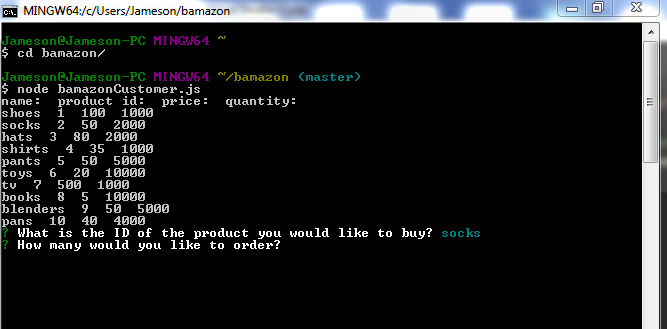 MINGW64:/c/Users/Jameson/bamazon
Jameson@Jameson-PC MINGW64 ~
$ cd bamazon/
Jameson@Jameson-PC MINGW64 ~/bamazon (master)
$ node bamazonCustomer.js
name:  product id:  price:  quantity:
shoes  1  100  1000
socks  2  50  2000
hats  3  80  2000
shirts  4  35  1000
pants  5  50  5000
toys  6  20  10000
tv  7  500  1000
books  8  5  10000
blenders  9  50  5000
pans  10  40  4000
? What is the ID of the product you would like to buy? socks
? How many would you like to order?